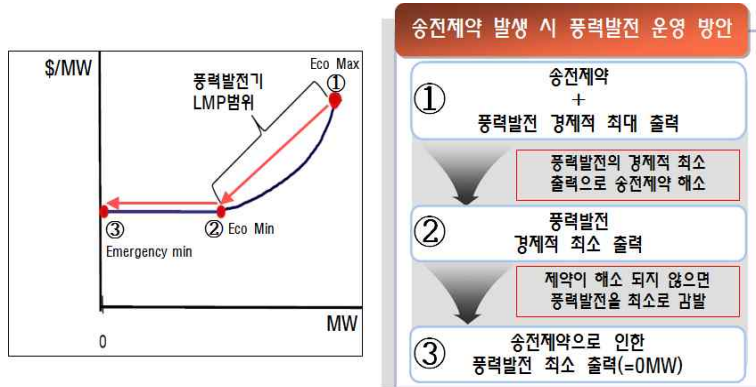 $/MW
Eco Max
①
풍력발전기
LMP범위
③
② Eco Min
Emergency min
MW
0
송전제약 발생 시 풍력발전 운영 방안
①
송전제약
+
풍력발전 경제적 최대 출력
풍력발전의 경제적 최소
출력으로 송전제약 해소
②
풍력발전
경제적 최소 출력
제약이 해소 되지 않으면
풍력발전을 최소로 감발
③
송전제약으로 인한
풍력발전 최소 출력(=0MW)